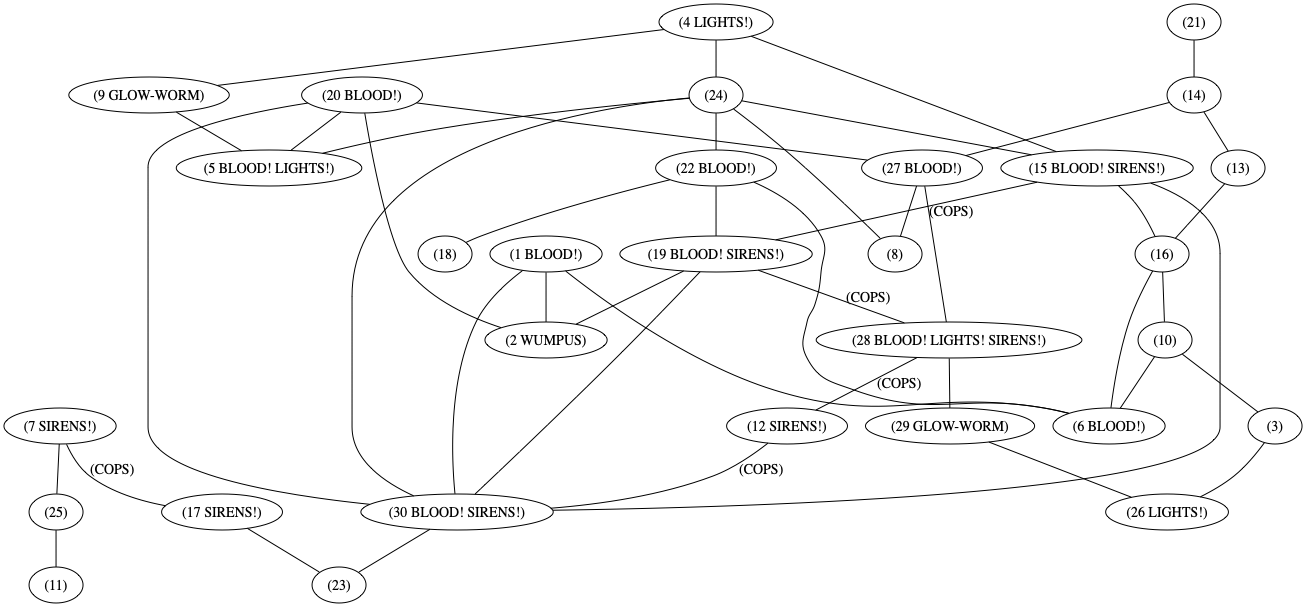 (4 LIGHTS!)
(21)
(9 GLOW-WORM)
(20 BLOOD!)
(24)
(14)
(5 BLOOD! LIGHTS!)
(22 BLOOD!)
(27 BLOOD!)
(15 BLOOD! SIRENS!)
(13)
(COPS)
(18)
(1 BLOOD!)
(19 BLOOD! SIRENS!)
(8)
(16)
(COPS)
(2 WUMPUS)
(28 BLOOD! LIGHTS! SIRENS!)
(10)
(COPS)
(7 SIRENS!)
(12 SIRENS!)
(29 GLOW-WORM)
(6 BLOOD!)
(3)
(COPS)
(COPS)
(25)
(17 SIRENS!)
(30 BLOOD! SIRENS!)
(26 LIGHTS!)
(11)
(23)